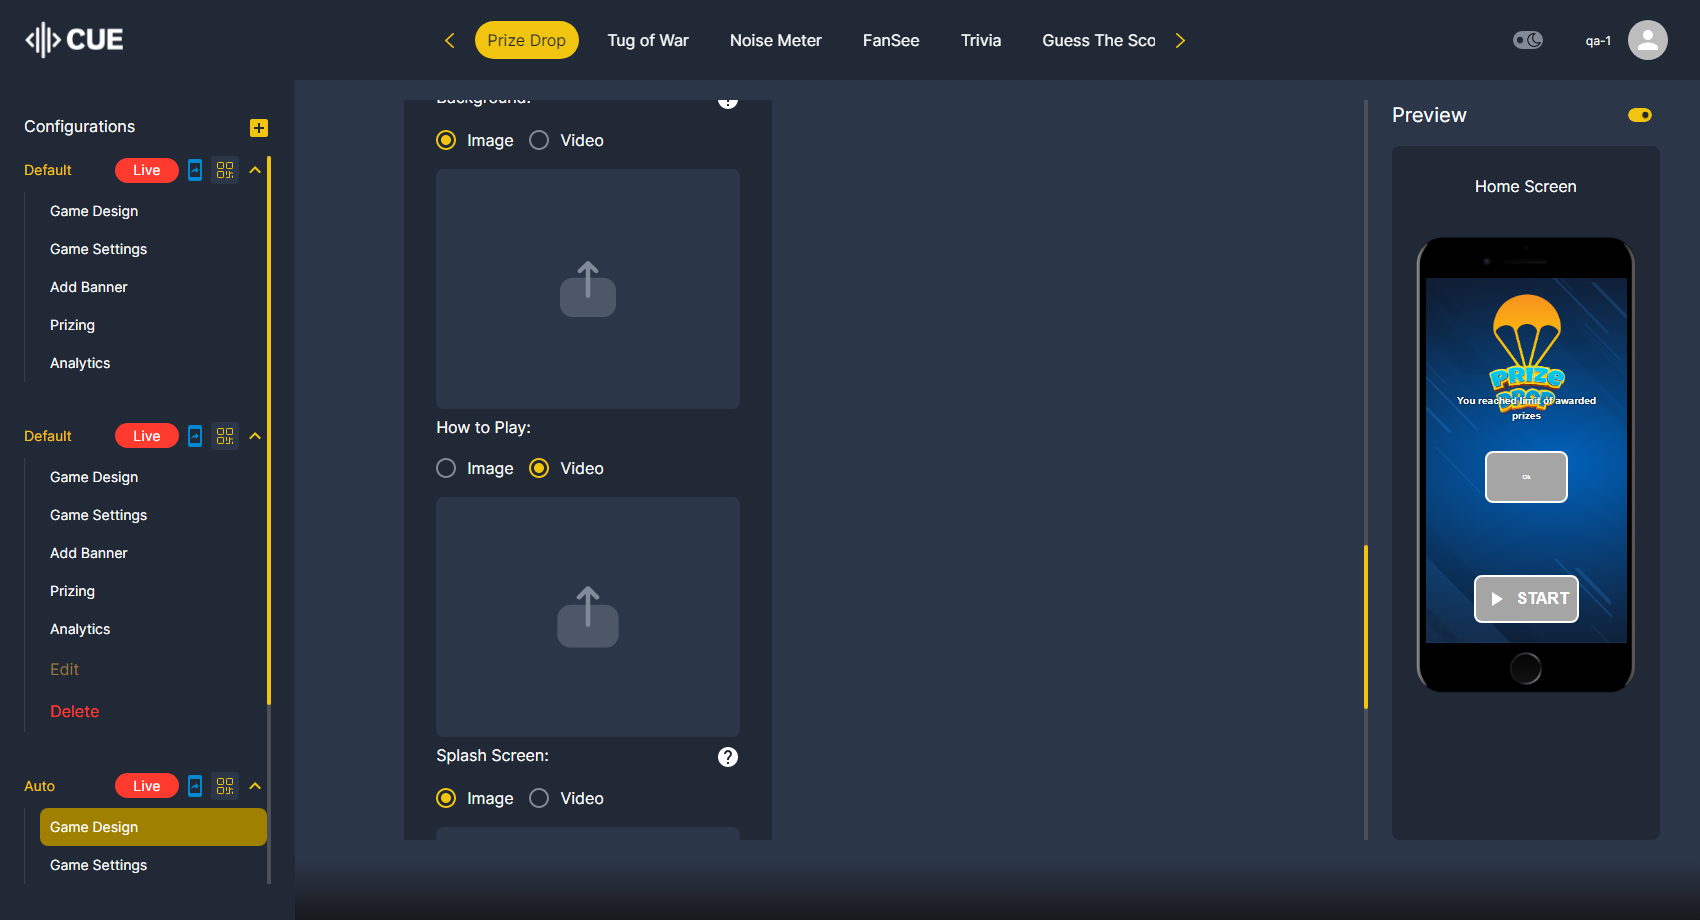 CUE
Prize Drop
Tug of War
Noise Meter
FanSee
Trivia
Guess The Sco
qa-1
Configurations
Default
Live
Game Design
Game Settings
Add Banner
Prizing
Analytics
Default
Live
Game Design
Game Settings
Add Banner
Prizing
Analytics
Edit
Delete
Auto
Live
Game Design
Game Settings
Background:
Image
Video
How to Play:
Image
Video
Splash Screen:
Image
Video
Preview
Home Screen
PRIZE
DROP
You reached limit of awarded
prizes
Ok
START